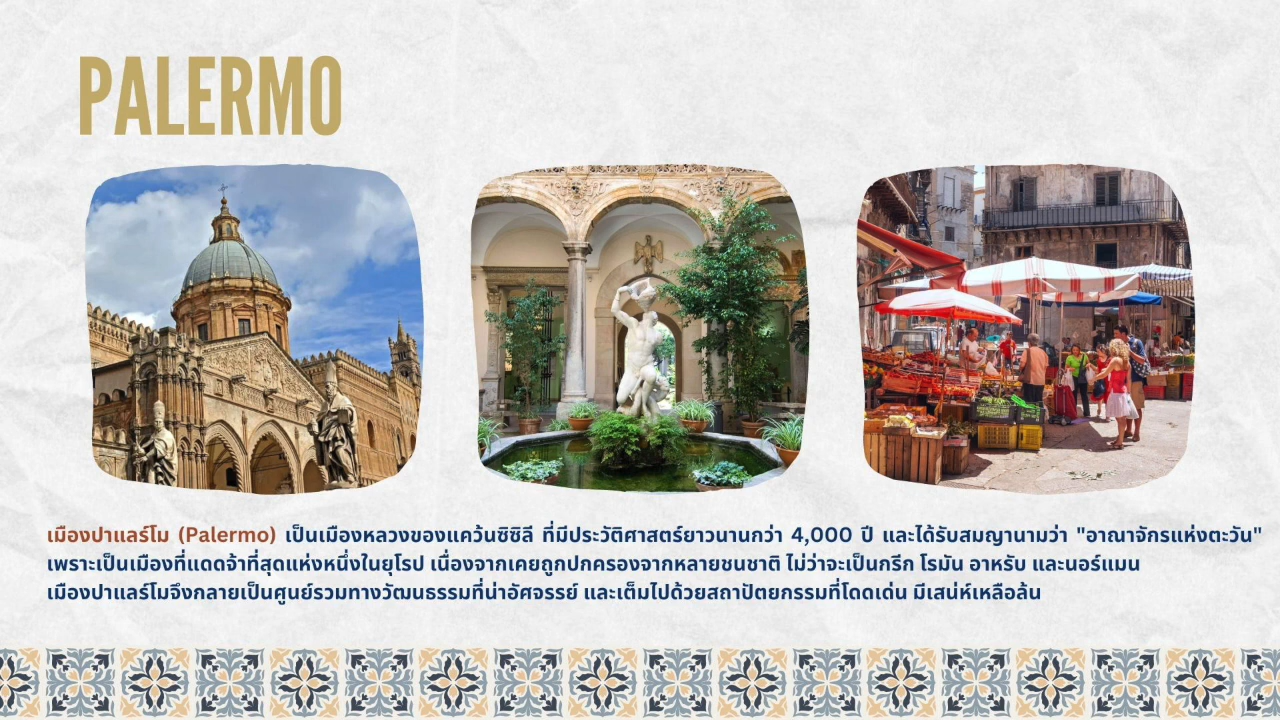 PALERMO
เมืองปาแลร์โม (Palermo) เป็นเมืองหลวงของแคว้นซิซิลี ที่มีประวัติศาสตร์ยาวนานกว่า 4,000 ปี และได้รับสมญานามว่า "อาณาจักรแห่งตะวัน"
เพราะเป็นเมืองที่แดดจ้าที่สุดแห่งหนึ่งในยุโรป เนื่องจากเคยถูกปกครองจากหลายชนชาติ ไม่ว่าจะเป็นกรีก โรมัน อาหรับ และนอร์แมน
เมืองปาแลร์โมจึงกลายเป็นศูนย์รวมทางวัฒนธรรมที่น่าอัศจรรย์ และเต็มไปด้วยสถาปัตยกรรมที่โดดเด่น มีเสน่ห์เหลือล้น